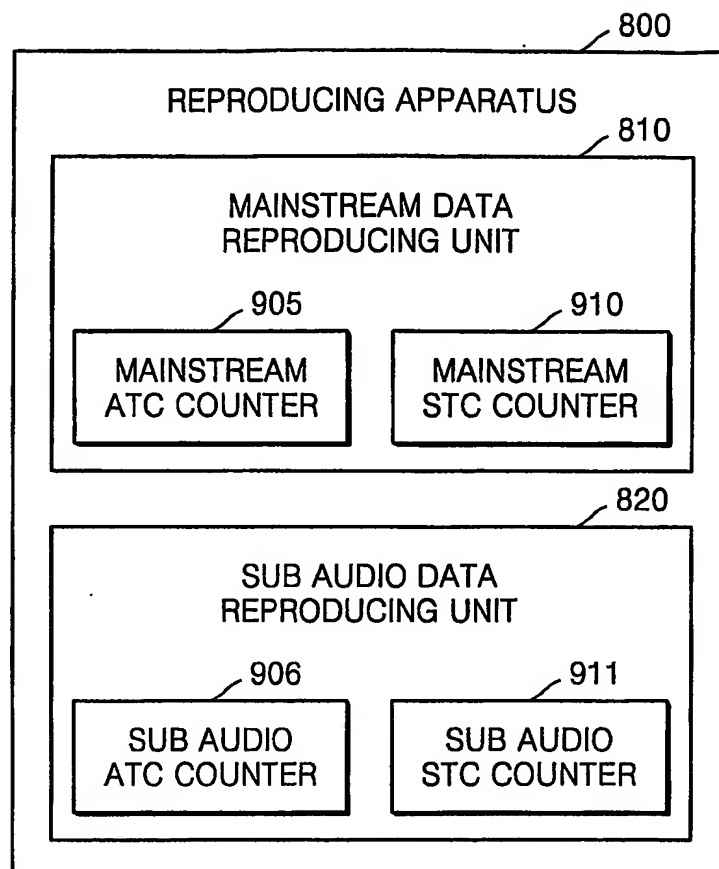 800
REPRODUCING APPARATUS
810
MAINSTREAM DATA
REPRODUCING UNIT
905
910
MAINSTREAM
ATC COUNTER
MAINSTREAM
STC COUNTER
820
SUB AUDIO DATA
REPRODUCING UNIT
906
911
SUB AUDIO
ATC COUNTER
SUB AUDIO
STC COUNTER